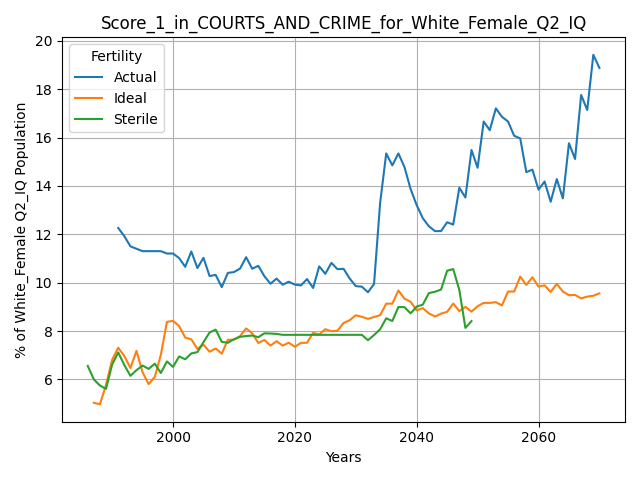 Score_1_in_COURTS_AND_CRIME_for_White_Female_Q2_IQ
Fertility
Actual
Ideal
Sterile
% of White_Female Q2_IQ Population
20
18
16
14
12
10
8
6
2000
2020
2040
2060
Years